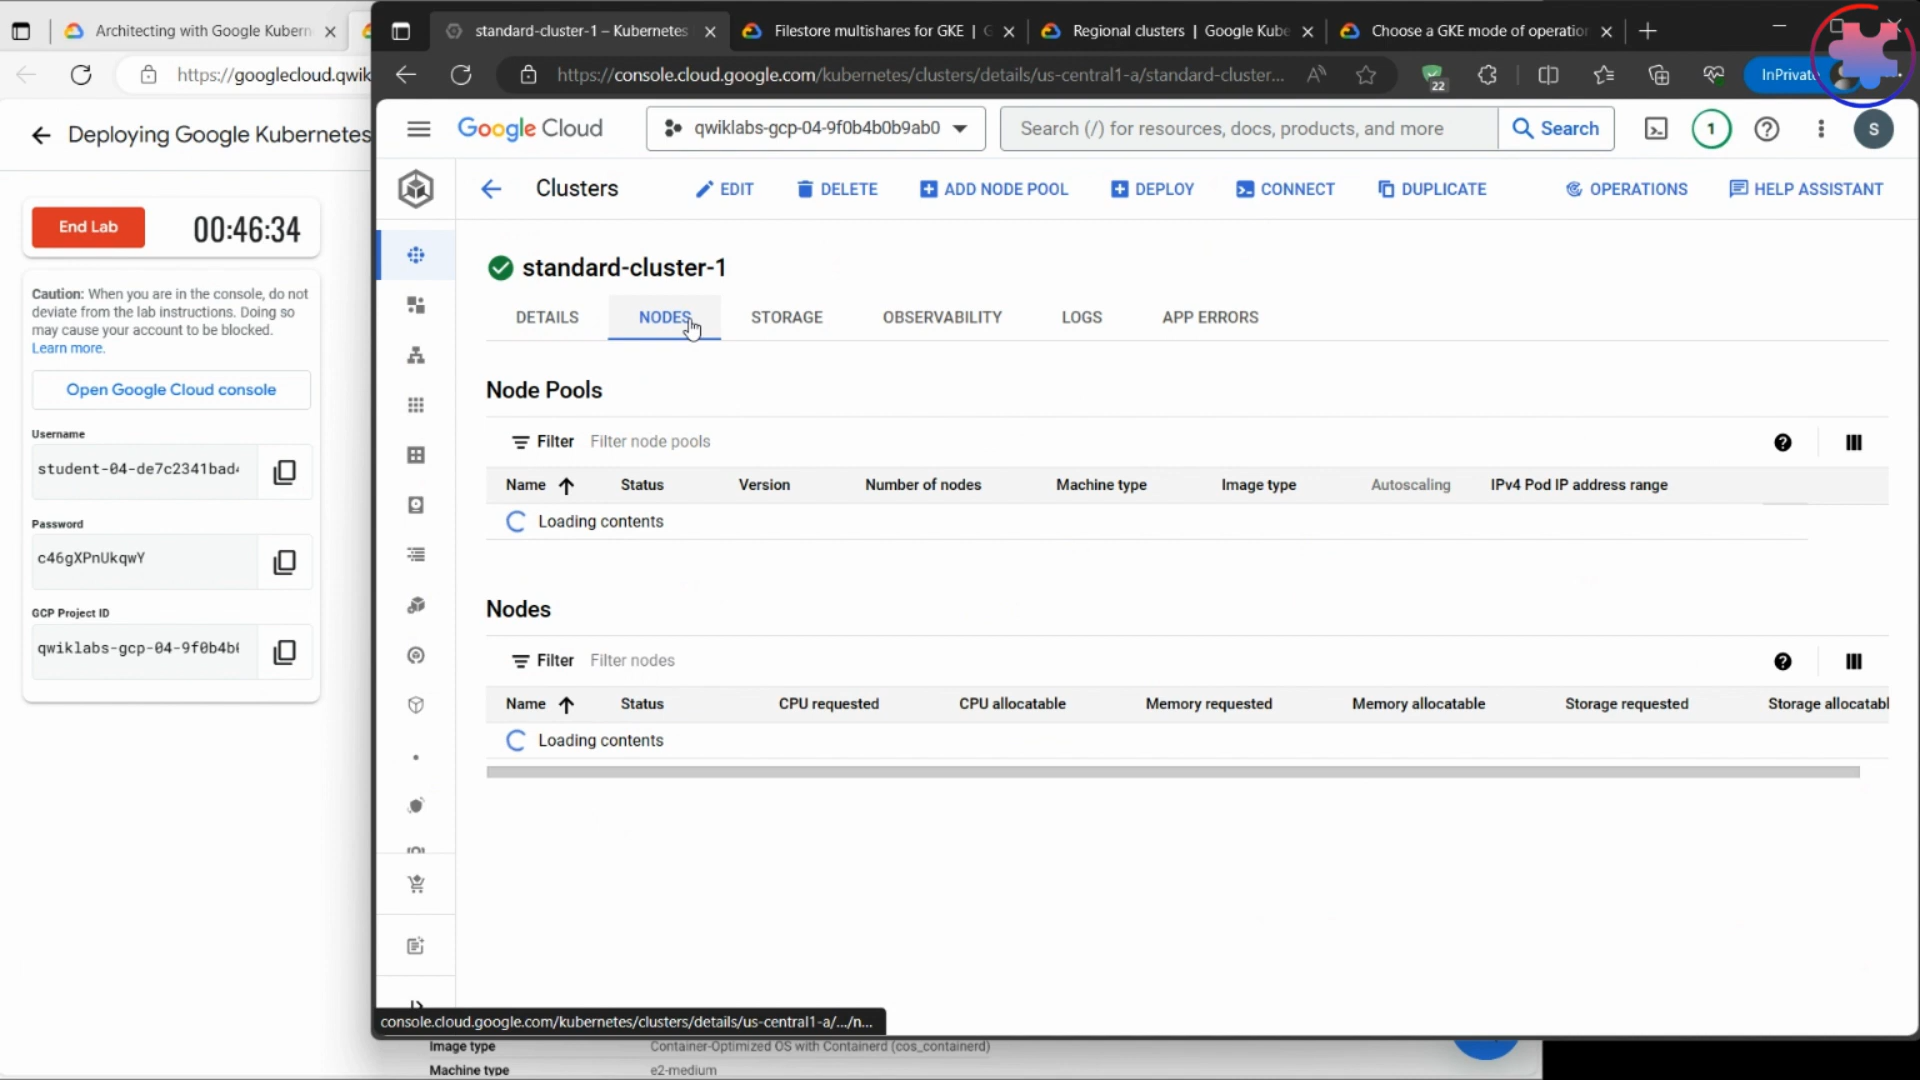 Architecting with Google Kubern
https://googlecloud.qwik
Deploying Google Kubernetes
End Lab
00:46:34
Caution: When you are in the console, do not
deviate from the lab instructions. Doing so
may cause your account to be blocked.
Learn more.
Open Google Cloud console
Username
student-04-de7c2341bad4
Password
c46gXPnUkqwY
GCP Project ID
qwiklabs-gcp-04-9f0b4b0
standard-cluster-1 – Kubernetes
Filestore multishares for GKE | G
Regional clusters | Google Kube
Choose a GKE mode of operation
https://console.cloud.google.com/kubernetes/clusters/details/us-central1-a/standard-cluster...
22
InPrivate
Google Cloud
qwiklabs-gcp-04-9f0b4b0b9ab0
Search (/) for resources, docs, products, and more
Search
1
S
Clusters
EDIT
DELETE
ADD NODE POOL
DEPLOY
CONNECT
DUPLICATE
OPERATIONS
HELP ASSISTANT
standard-cluster-1
DETAILS
NODES
STORAGE
OBSERVABILITY
LOGS
APP ERRORS
Node Pools
Filter Filter node pools
Name Status Version Number of nodes Machine type Image type Autoscaling IPv4 Pod IP address range
Loading contents
Nodes
Filter Filter nodes
Name Status CPU requested CPU allocatable Memory requested Memory allocatable Storage requested Storage allocatabl
Loading contents
console.cloud.google.com/kubernetes/clusters/details/us-central1-a/.../n...
Image type Container-Optimized OS with Containerd (cos_containerd)
Machine type e2-medium